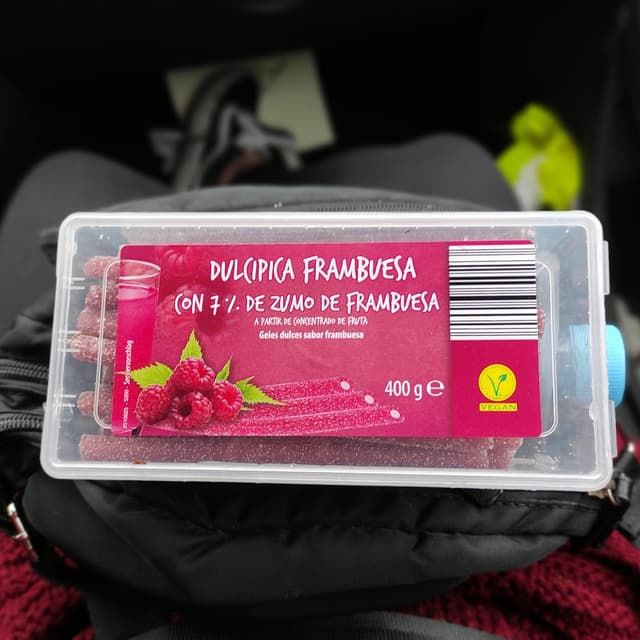 DULCIPICA FRAMBUESA
CON 7 % DE ZUMO DE FRAMBUESA
A PARTIR DE CONCENTRADO DE FRUTA
Geles dulces sabor frambuesa
400 g ℮
VEGAN
Serviervorschlag